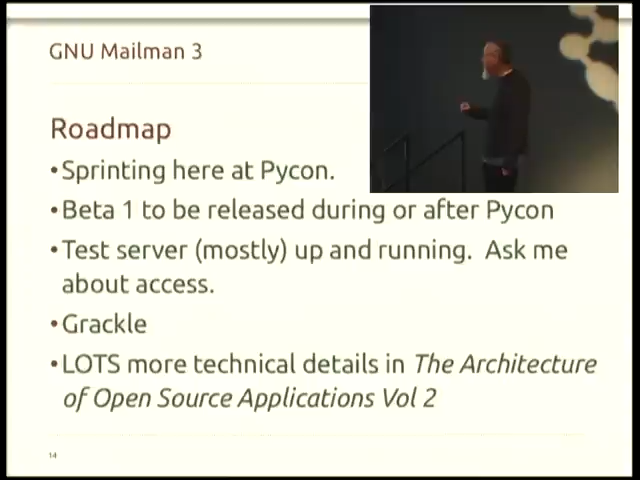 GNU Mailman 3
Roadmap
•Sprinting here at Pycon.
•Beta 1 to be released during or after Pycon
•Test server (mostly) up and running.  Ask me
about access.
•Grackle
•LOTS more technical details in The Architecture
of Open Source Applications Vol 2
14